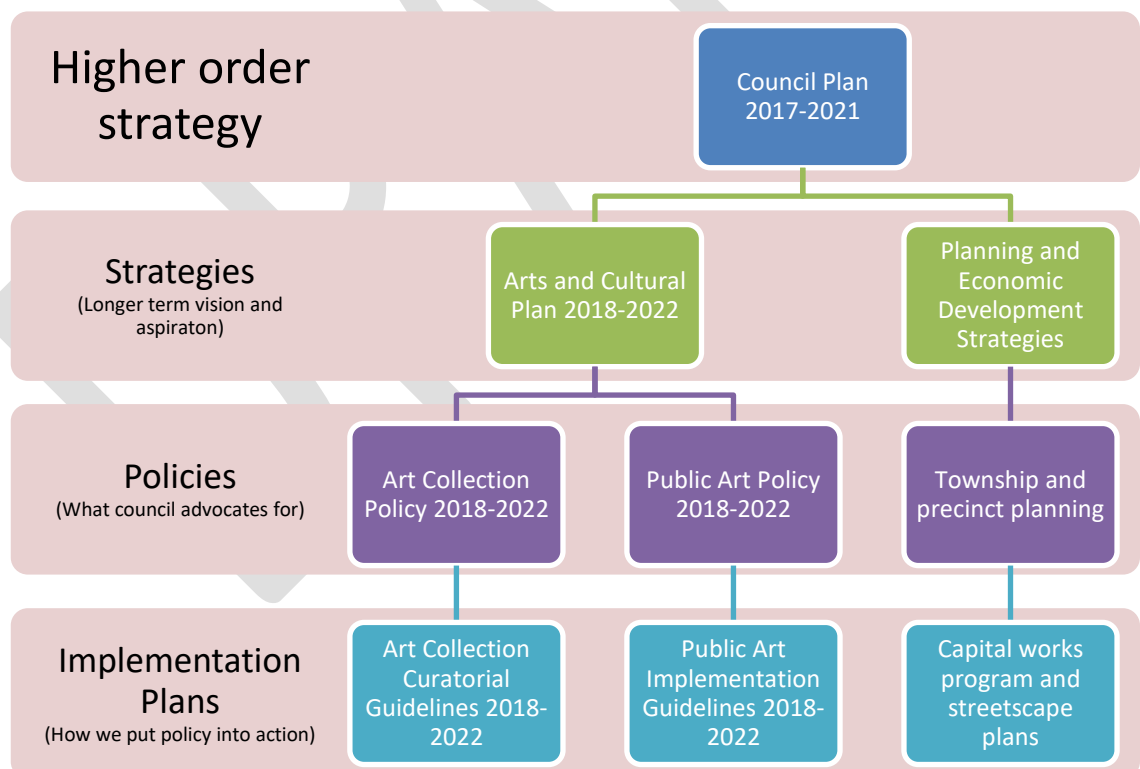 Higher order
strategy
Council Plan
2017-2021
Strategies
(Longer term vision and
aspiraton)
Arts and Cultural
Plan 2018-2022
Planning and
Economic
Development
Strategies
Policies
(What council advocates for)
Art Collection
Policy 2018-2022
Public Art Policy
2018-2022
Township and
precinct planning
Implementation
Plans
(How we put policy into action)
Art Collection
Curatorial
Guidelines 2018-
2022
Public Art
Implementation
Guidelines 2018-
2022
Capital works
program and
streetscape
plans